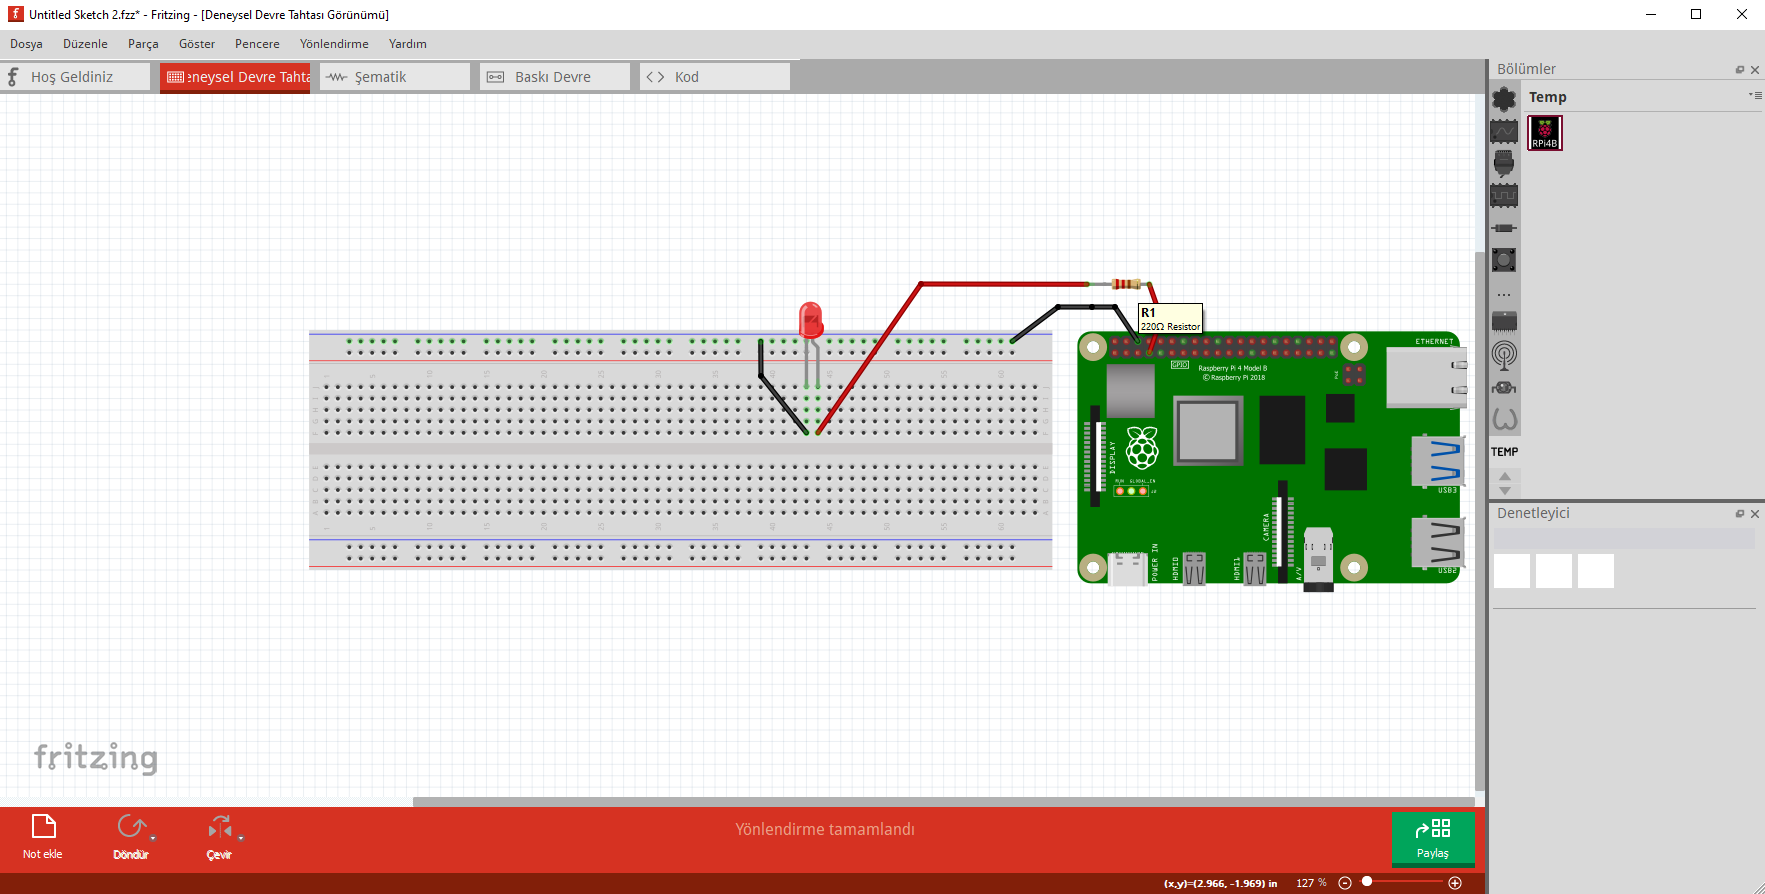 Untitled Sketch 2.fzz* - Fritzing - [Deneysel Devre Tahtası Görünümü]
Dosya Düzenle Parça Göster Pencere Yönlendirme Yardım
Hoş Geldiniz
eneysel Devre Tahta
Şematik
Baskı Devre
Kod
Bölümler
Temp
RPi4B
TEMP
Denetleyici
R1
220Ω Resistor
GPIO
Raspberry Pi 4 Model B
© Raspberry Pi 2018
ETHERNET
DISPLAY
RUN GLOBAL_EN
CAMERA
USB3
POWER IN
HDMI0
HDMI1
A/V
fritzing
Not ekle
Döndür
Çevir
Yönlendirme tamamlandı
Paylaş
(x,y)=(2.966, -1.969) in
127 %